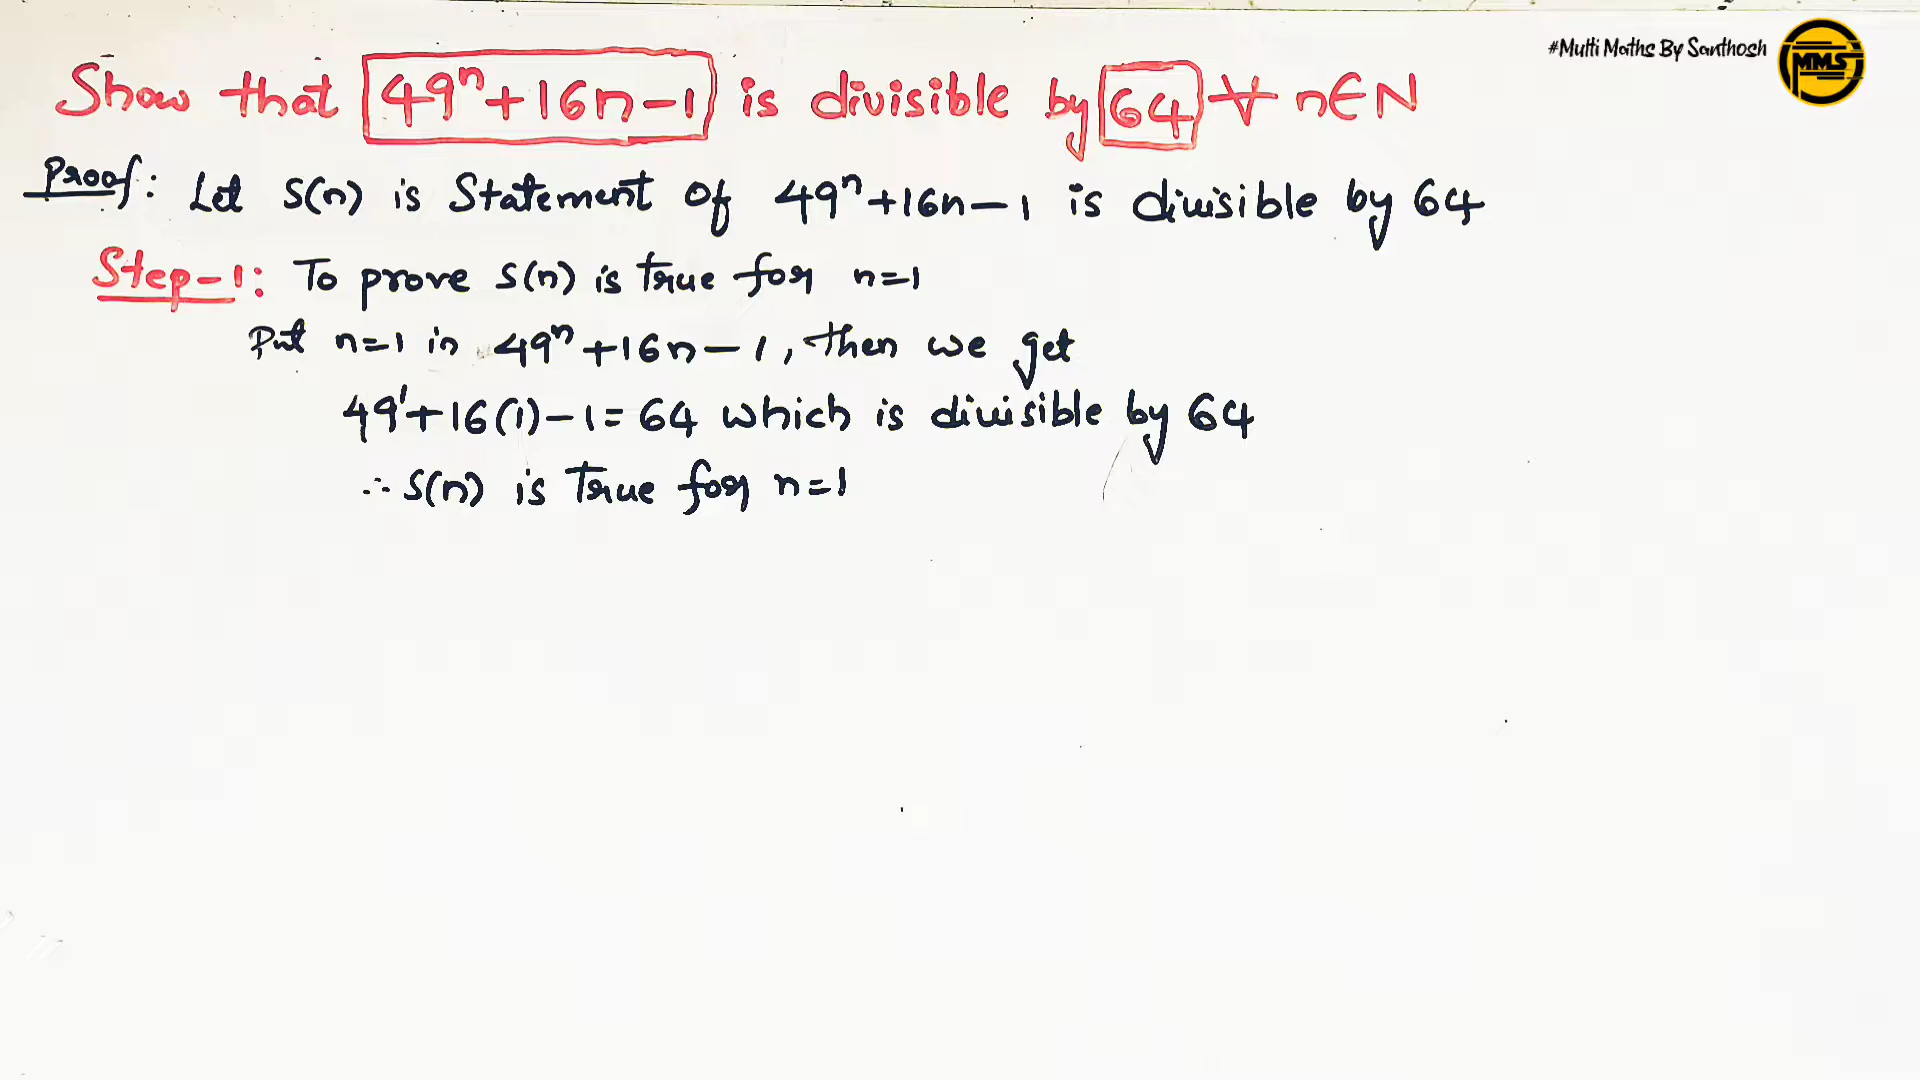 #Multi Maths By Santhosh
MMS
Show that 49ⁿ+16n-1 is divisible by 64 ∀ n∈N
Proof: Let S(n) is Statement of 49ⁿ+16n-1 is divisible by 64
Step-1: To prove S(n) is true for n=1
Put n=1 in 49ⁿ+16n-1, then we get
49¹+16(1)-1=64 which is divisible by 64
∴ S(n) is true for n=1